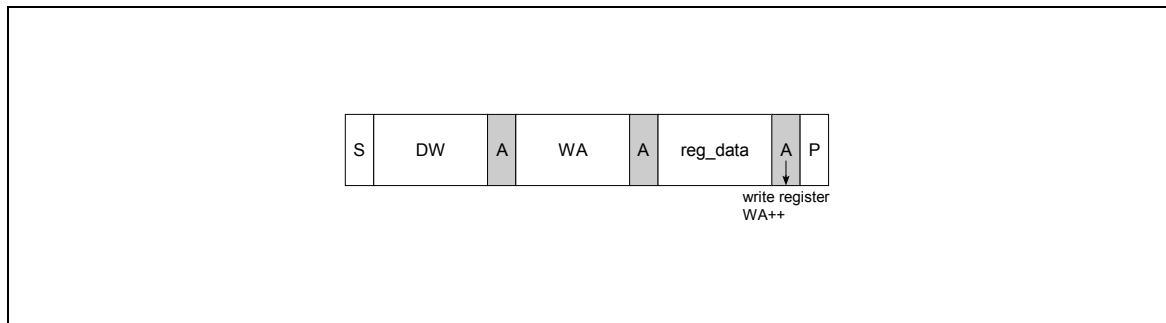 S DW A WA A reg_data A P
write register
WA++